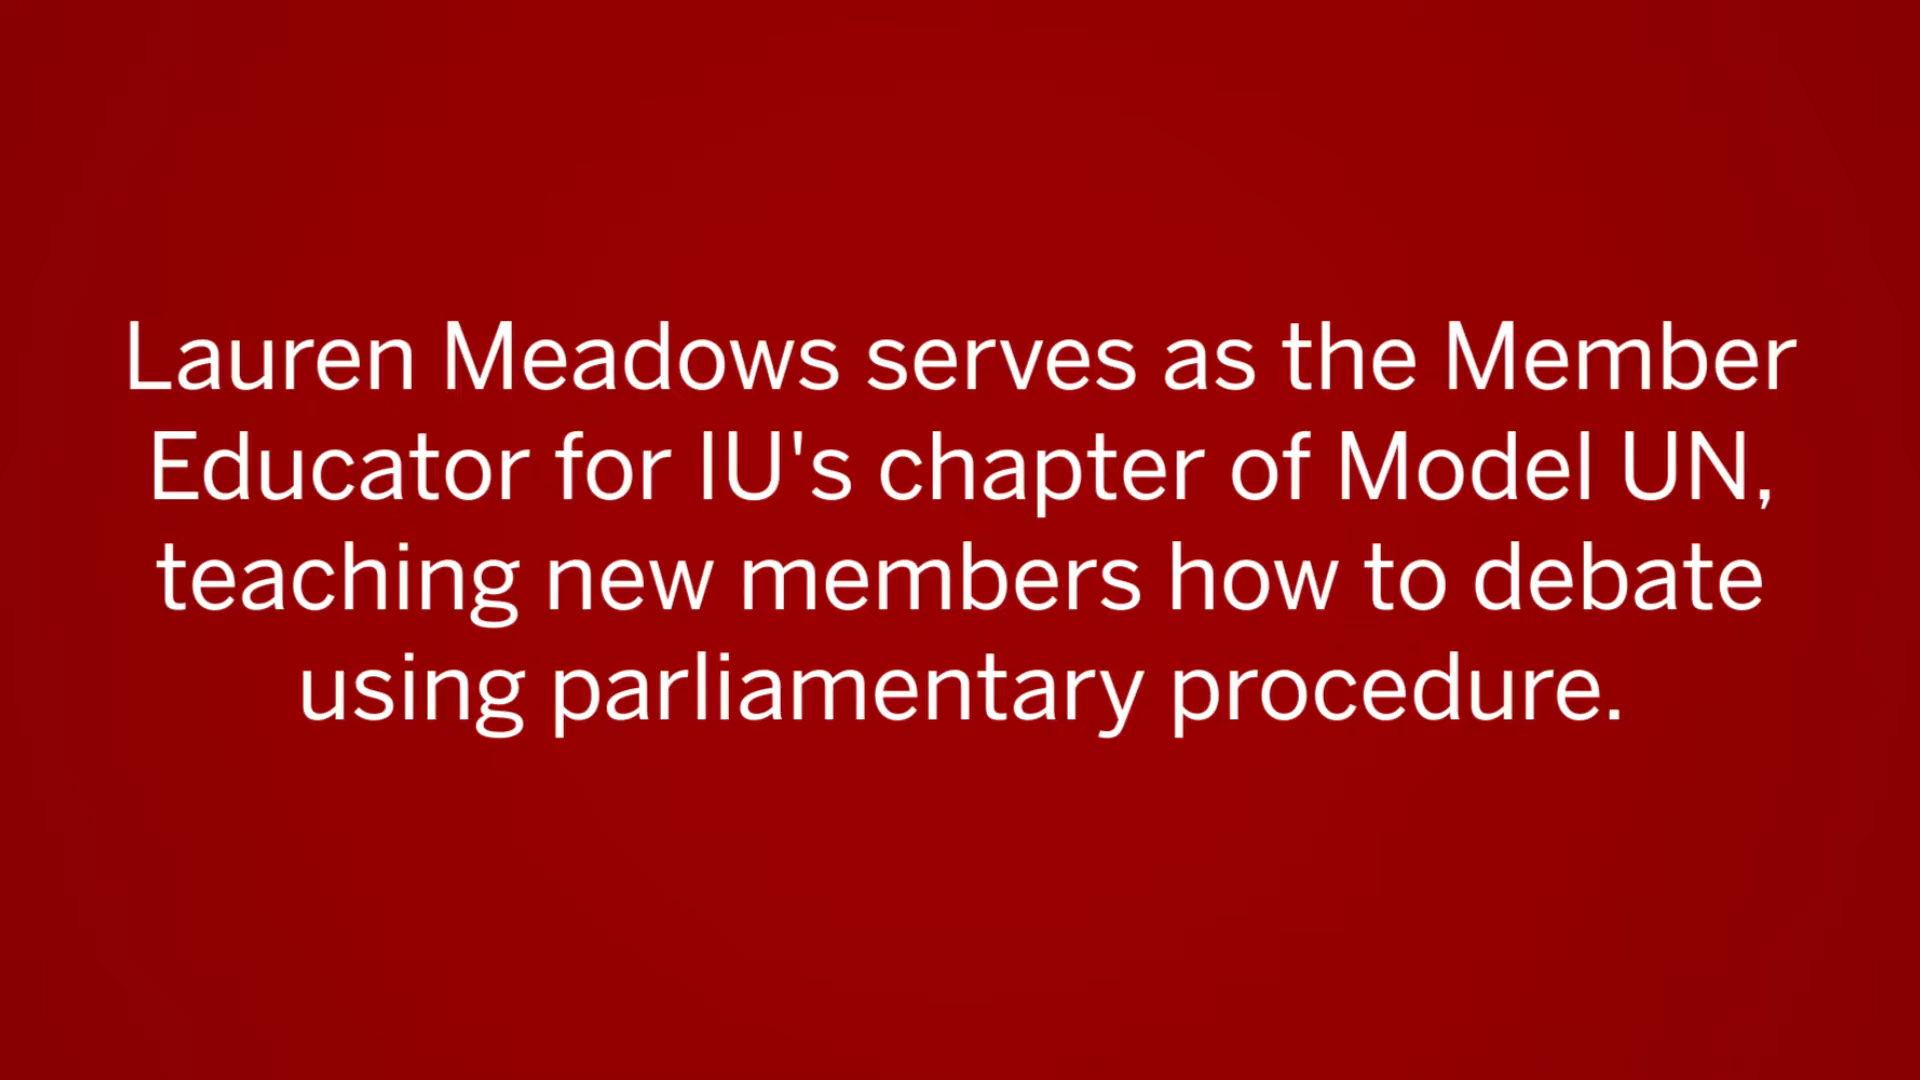 Lauren Meadows serves as the Member
Educator for IU's chapter of Model UN,
teaching new members how to debate
using parliamentary procedure.